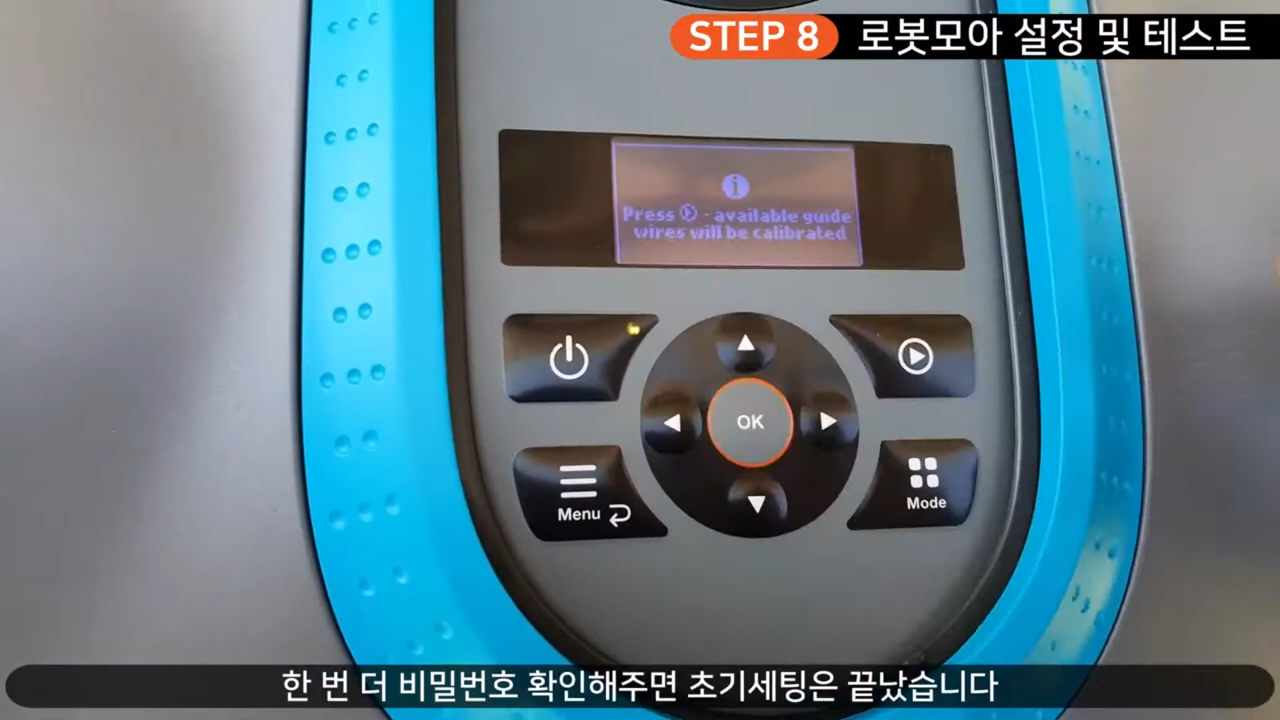 STEP 8 로봇모아 설정 및 테스트
i
Press - available guide
wires will be calibrated
OK
Menu
Mode
한 번 더 비밀번호 확인해주면 초기세팅은 끝났습니다